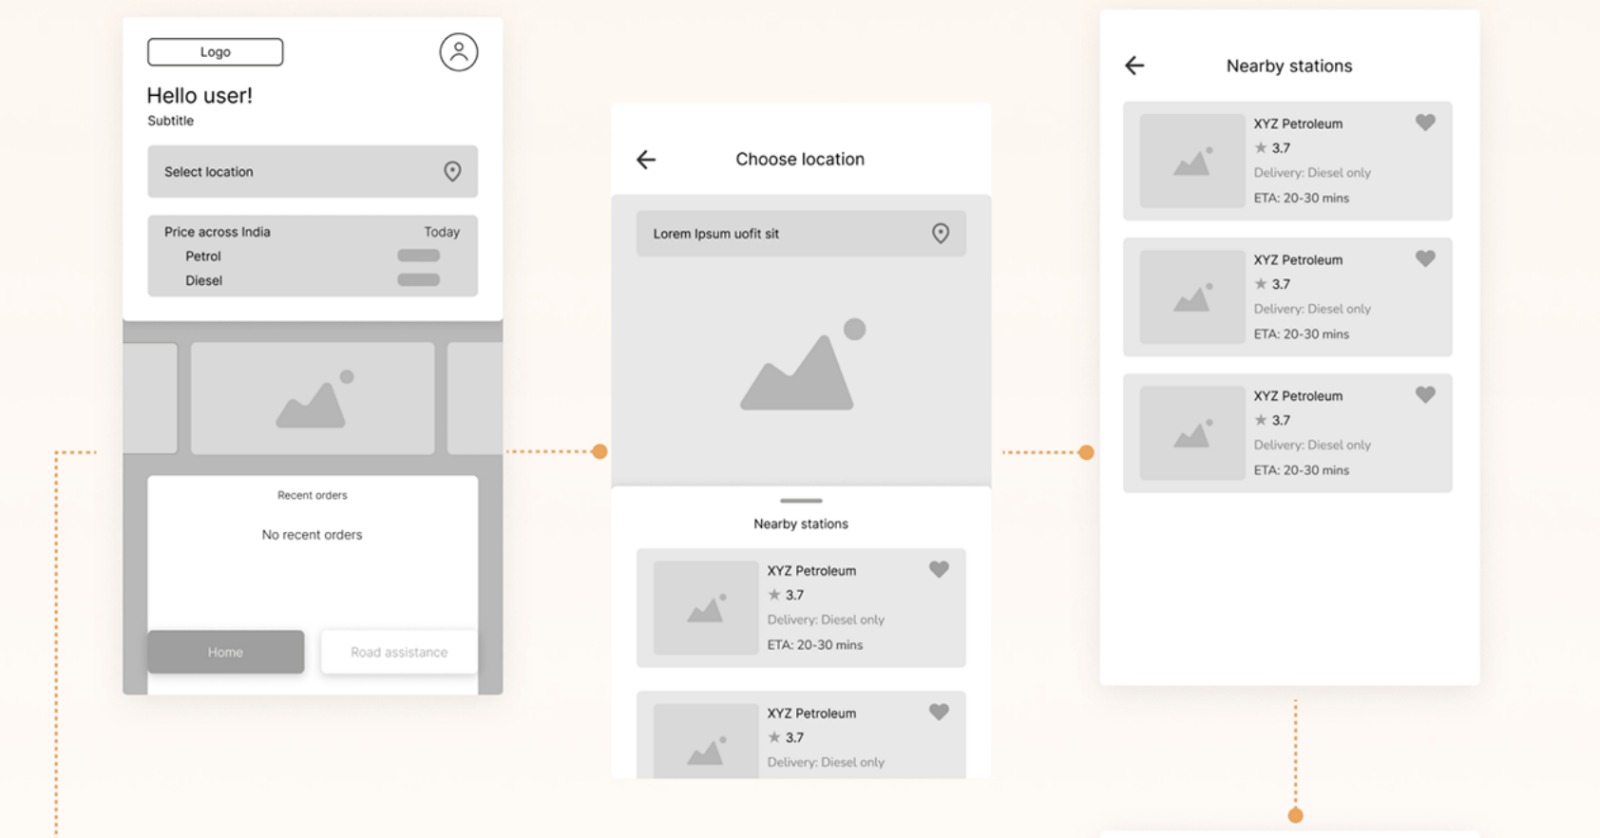 Logo
Hello user!
Subtitle
Select location
Price across India Today
Petrol
Diesel
Recent orders
No recent orders
Home Road assistance
Choose location
Lorem Ipsum uofit sit
Nearby stations
XYZ Petroleum
3.7
Delivery: Diesel only
ETA: 20-30 mins
XYZ Petroleum
3.7
Delivery: Diesel only
Nearby stations
XYZ Petroleum
3.7
Delivery: Diesel only
ETA: 20-30 mins
XYZ Petroleum
3.7
Delivery: Diesel only
ETA: 20-30 mins
XYZ Petroleum
3.7
Delivery: Diesel only
ETA: 20-30 mins